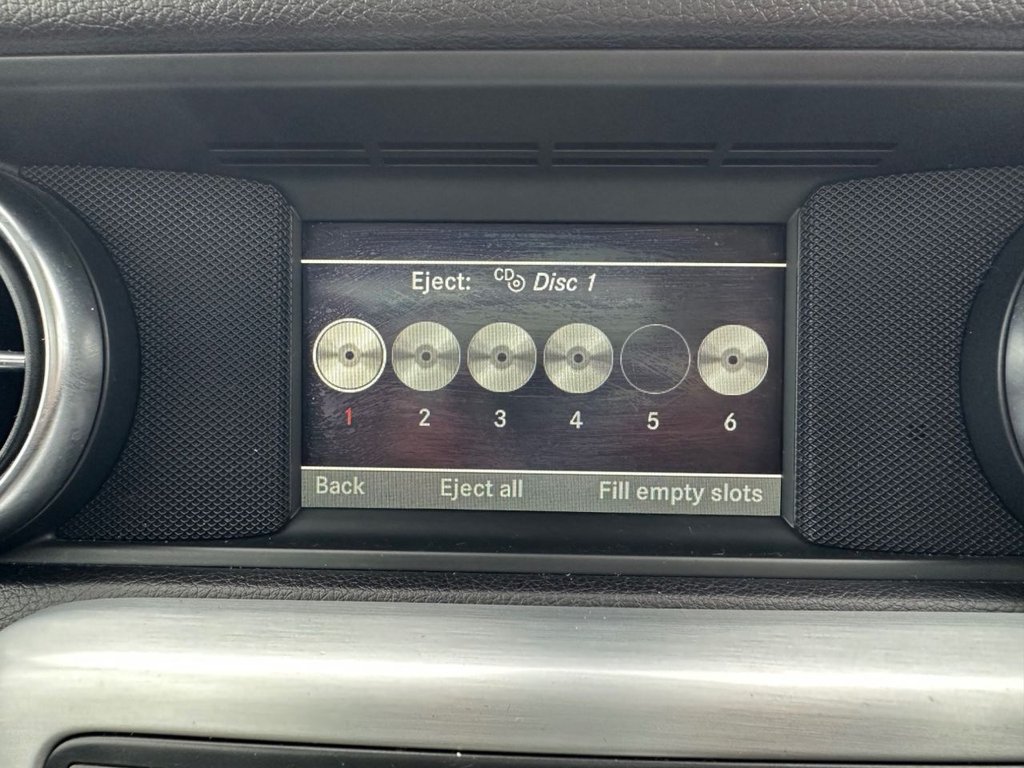 Eject: CD Disc 1
1 2 3 4 5 6
Back Eject all Fill empty slots